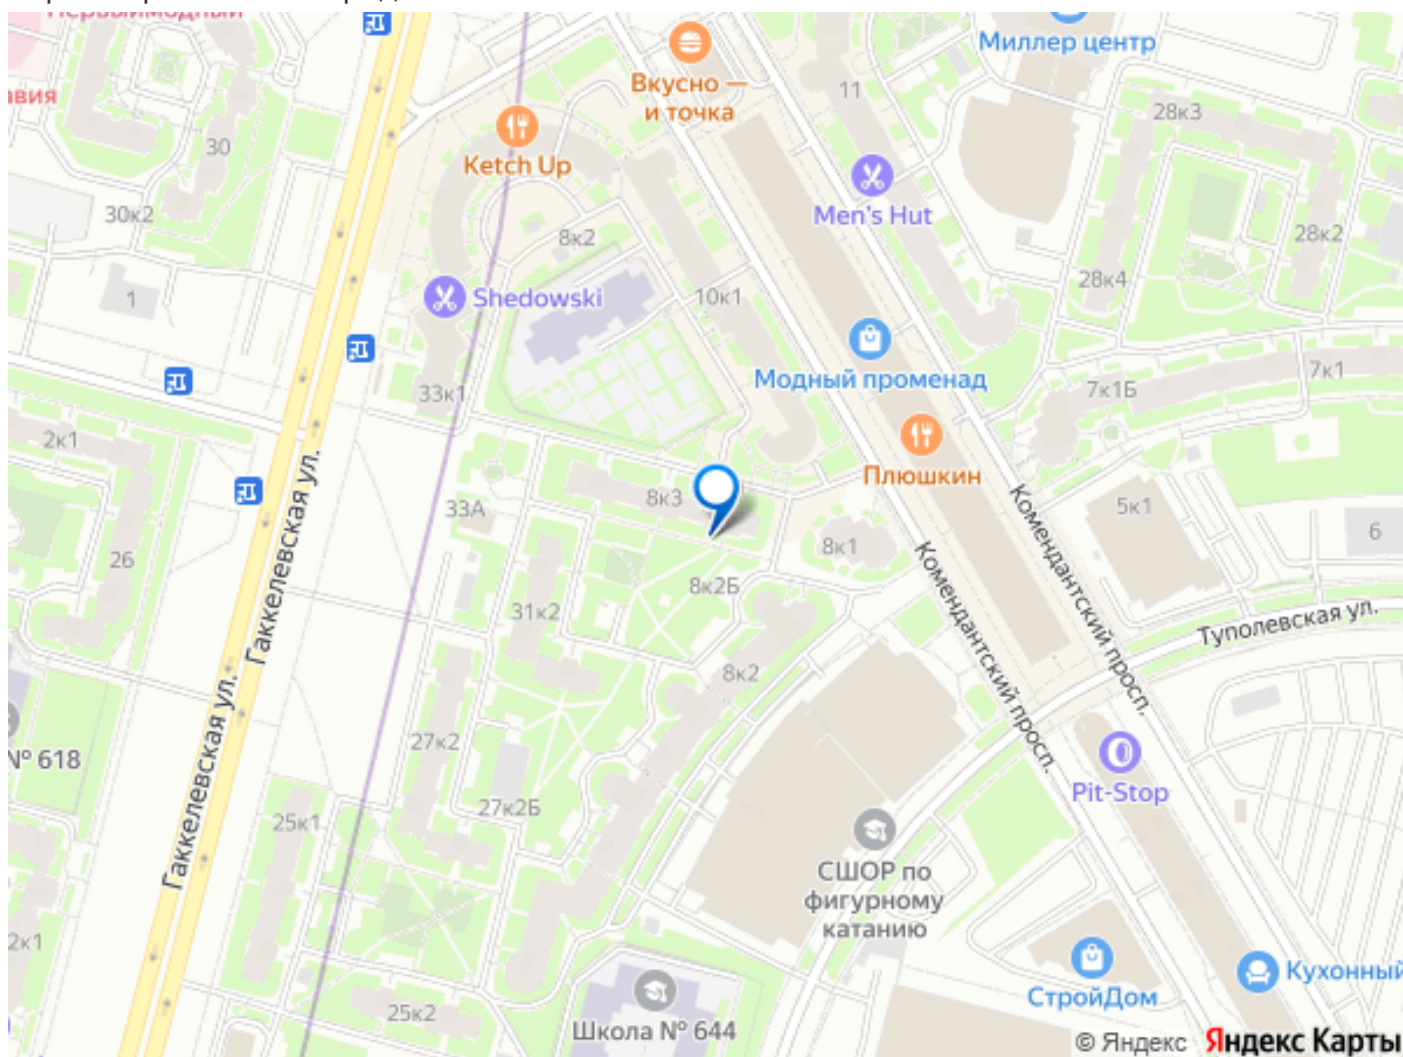 Миллер центр
Вкусно —
и точка
11
28к3
авия
30
Ketch Up
30к2
Men's Hut
8к2
28к2
28к4
1
Shedowski
10к1
Модный променад
7к1
33к1
7к1Б
2к1
Плюшкин
8к3
33А
5к1
6
8к1
26
8к2Б
31к2
Гаккелевская ул.
Комендантский просп.
Комендантский просп.
Туполевская ул.
8к2
27к2
№ 618
Pit-Stop
27к2Б
25к1
Гаккелевская ул.
СШОР по
фигурному
катанию
2к1
Кухонный
СтройДом
25к2
Школа № 644
© Яндекс Яндекс Карты